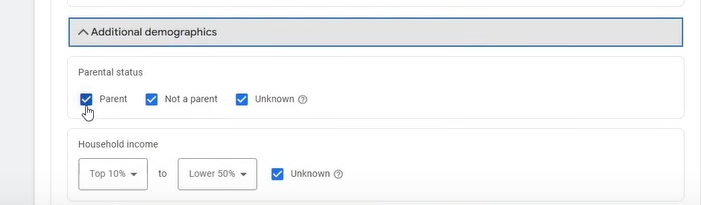 Additional demographics
Parental status
Parent Not a parent Unknown
Household income
Top 10% to Lower 50% Unknown